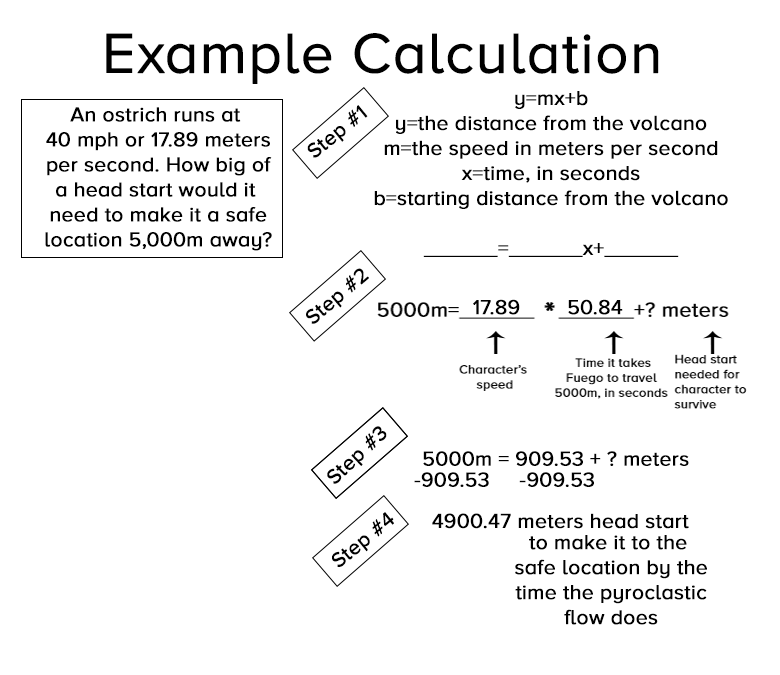 Example Calculation
An ostrich runs at
40 mph or 17.89 meters
per second. How big of
a head start would it
need to make it a safe
location 5,000m away?
Step #1
y=mx+b
y=the distance from the volcano
m=the speed in meters per second
x=time, in seconds
b=starting distance from the volcano
______=______x+______
Step #2
5000m= 17.89 * 50.84 +? meters
Character's
speed
Time it takes
Fuego to travel
5000m, in seconds
Head start
needed for
character to
survive
Step #3
5000m = 909.53 + ? meters
-909.53 -909.53
Step #4
4900.47 meters head start
to make it to the
safe location by the
time the pyroclastic
flow does